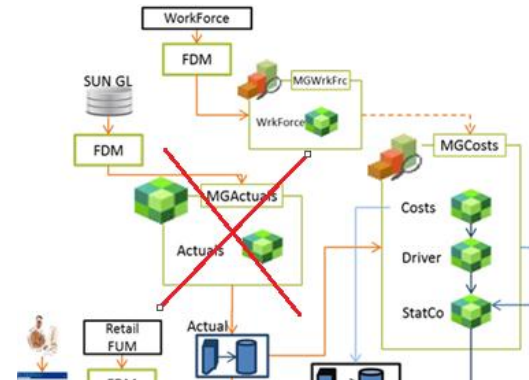 WorkForce
FDM
SUN GL
MGWrkFrc
WrkForce
FDM
MGCosts
MGActuals
Costs
Actuals
Driver
StatCo
Retail
FUM
Actual